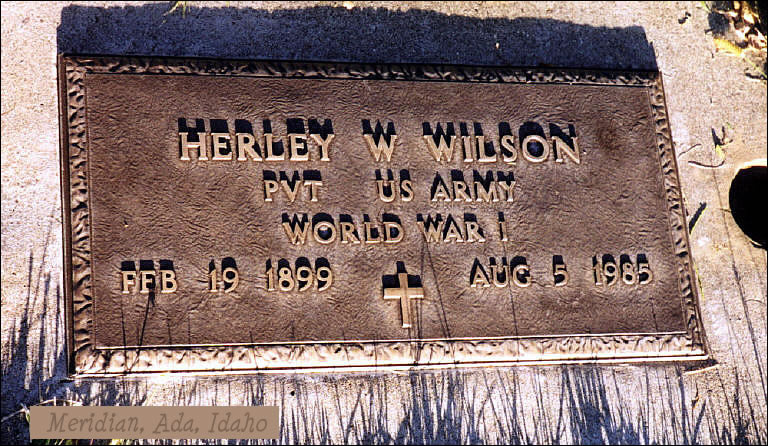 HERLEY W WILSON
PVT US ARMY
WORLD WAR I
FEB 19 1899 AUG 5 1985
Meridian, Ada, Idaho